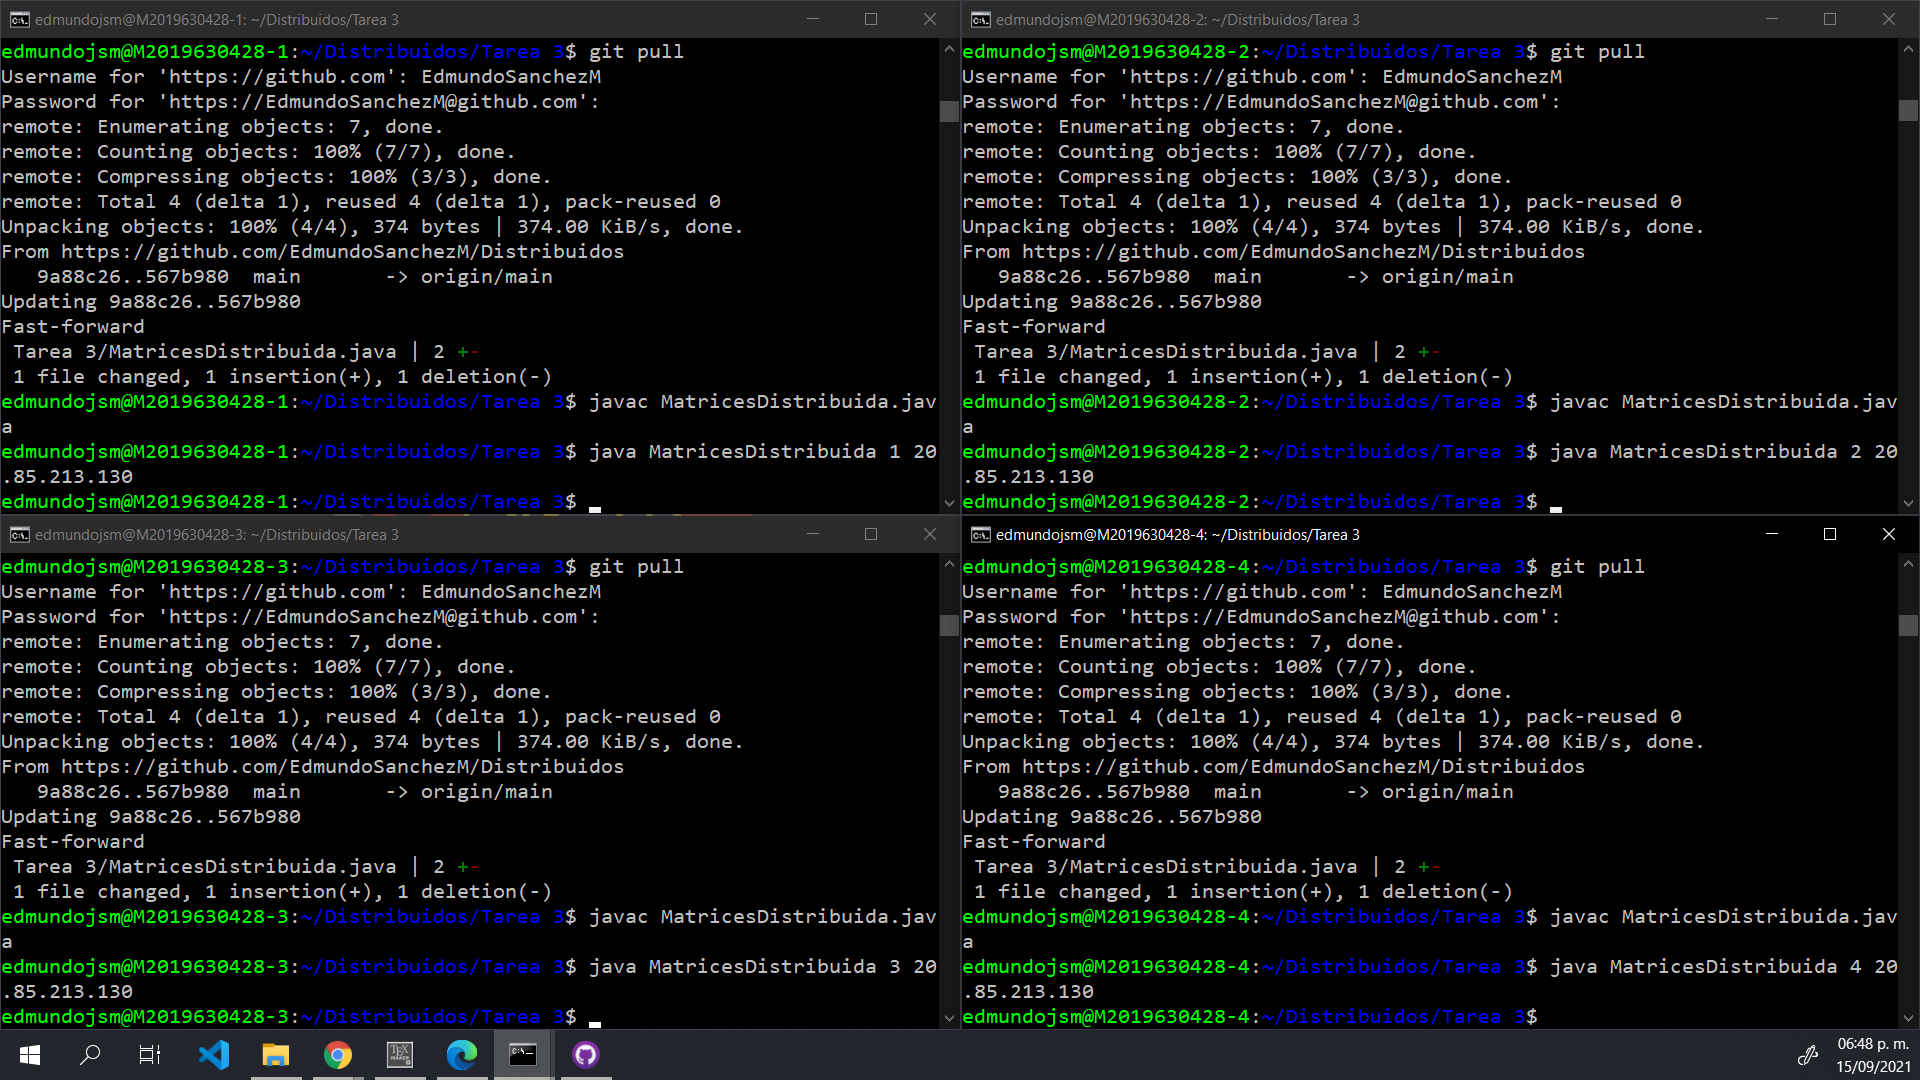 edmundojsm@M2019630428-1: ~/Distribuidos/Tarea 3
edmundojsm@M2019630428-1:~/Distribuidos/Tarea 3$ git pull
Username for 'https://github.com': EdmundoSanchezM
Password for 'https://EdmundoSanchezM@github.com':
remote: Enumerating objects: 7, done.
remote: Counting objects: 100% (7/7), done.
remote: Compressing objects: 100% (3/3), done.
remote: Total 4 (delta 1), reused 4 (delta 1), pack-reused 0
Unpacking objects: 100% (4/4), 374 bytes | 374.00 KiB/s, done.
From https://github.com/EdmundoSanchezM/Distribuidos
   9a88c26..567b980  main       -> origin/main
Updating 9a88c26..567b980
Fast-forward
 Tarea 3/MatricesDistribuida.java | 2 +-
 1 file changed, 1 insertion(+), 1 deletion(-)
edmundojsm@M2019630428-1:~/Distribuidos/Tarea 3$ javac MatricesDistribuida.jav
a
edmundojsm@M2019630428-1:~/Distribuidos/Tarea 3$ java MatricesDistribuida 1 20
.85.213.130
edmundojsm@M2019630428-1:~/Distribuidos/Tarea 3$
edmundojsm@M2019630428-2: ~/Distribuidos/Tarea 3
edmundojsm@M2019630428-2:~/Distribuidos/Tarea 3$ git pull
Username for 'https://github.com': EdmundoSanchezM
Password for 'https://EdmundoSanchezM@github.com':
remote: Enumerating objects: 7, done.
remote: Counting objects: 100% (7/7), done.
remote: Compressing objects: 100% (3/3), done.
remote: Total 4 (delta 1), reused 4 (delta 1), pack-reused 0
Unpacking objects: 100% (4/4), 374 bytes | 374.00 KiB/s, done.
From https://github.com/EdmundoSanchezM/Distribuidos
   9a88c26..567b980  main       -> origin/main
Updating 9a88c26..567b980
Fast-forward
 Tarea 3/MatricesDistribuida.java | 2 +-
 1 file changed, 1 insertion(+), 1 deletion(-)
edmundojsm@M2019630428-2:~/Distribuidos/Tarea 3$ javac MatricesDistribuida.jav
a
edmundojsm@M2019630428-2:~/Distribuidos/Tarea 3$ java MatricesDistribuida 2 20
.85.213.130
edmundojsm@M2019630428-2:~/Distribuidos/Tarea 3$
edmundojsm@M2019630428-3: ~/Distribuidos/Tarea 3
edmundojsm@M2019630428-3:~/Distribuidos/Tarea 3$ git pull
Username for 'https://github.com': EdmundoSanchezM
Password for 'https://EdmundoSanchezM@github.com':
remote: Enumerating objects: 7, done.
remote: Counting objects: 100% (7/7), done.
remote: Compressing objects: 100% (3/3), done.
remote: Total 4 (delta 1), reused 4 (delta 1), pack-reused 0
Unpacking objects: 100% (4/4), 374 bytes | 374.00 KiB/s, done.
From https://github.com/EdmundoSanchezM/Distribuidos
   9a88c26..567b980  main       -> origin/main
Updating 9a88c26..567b980
Fast-forward
 Tarea 3/MatricesDistribuida.java | 2 +-
 1 file changed, 1 insertion(+), 1 deletion(-)
edmundojsm@M2019630428-3:~/Distribuidos/Tarea 3$ javac MatricesDistribuida.jav
a
edmundojsm@M2019630428-3:~/Distribuidos/Tarea 3$ java MatricesDistribuida 3 20
.85.213.130
edmundojsm@M2019630428-3:~/Distribuidos/Tarea 3$
edmundojsm@M2019630428-4: ~/Distribuidos/Tarea 3
edmundojsm@M2019630428-4:~/Distribuidos/Tarea 3$ git pull
Username for 'https://github.com': EdmundoSanchezM
Password for 'https://EdmundoSanchezM@github.com':
remote: Enumerating objects: 7, done.
remote: Counting objects: 100% (7/7), done.
remote: Compressing objects: 100% (3/3), done.
remote: Total 4 (delta 1), reused 4 (delta 1), pack-reused 0
Unpacking objects: 100% (4/4), 374 bytes | 374.00 KiB/s, done.
From https://github.com/EdmundoSanchezM/Distribuidos
   9a88c26..567b980  main       -> origin/main
Updating 9a88c26..567b980
Fast-forward
 Tarea 3/MatricesDistribuida.java | 2 +-
 1 file changed, 1 insertion(+), 1 deletion(-)
edmundojsm@M2019630428-4:~/Distribuidos/Tarea 3$ javac MatricesDistribuida.jav
a
edmundojsm@M2019630428-4:~/Distribuidos/Tarea 3$ java MatricesDistribuida 4 20
.85.213.130
edmundojsm@M2019630428-4:~/Distribuidos/Tarea 3$
06:48 p. m.
15/09/2021